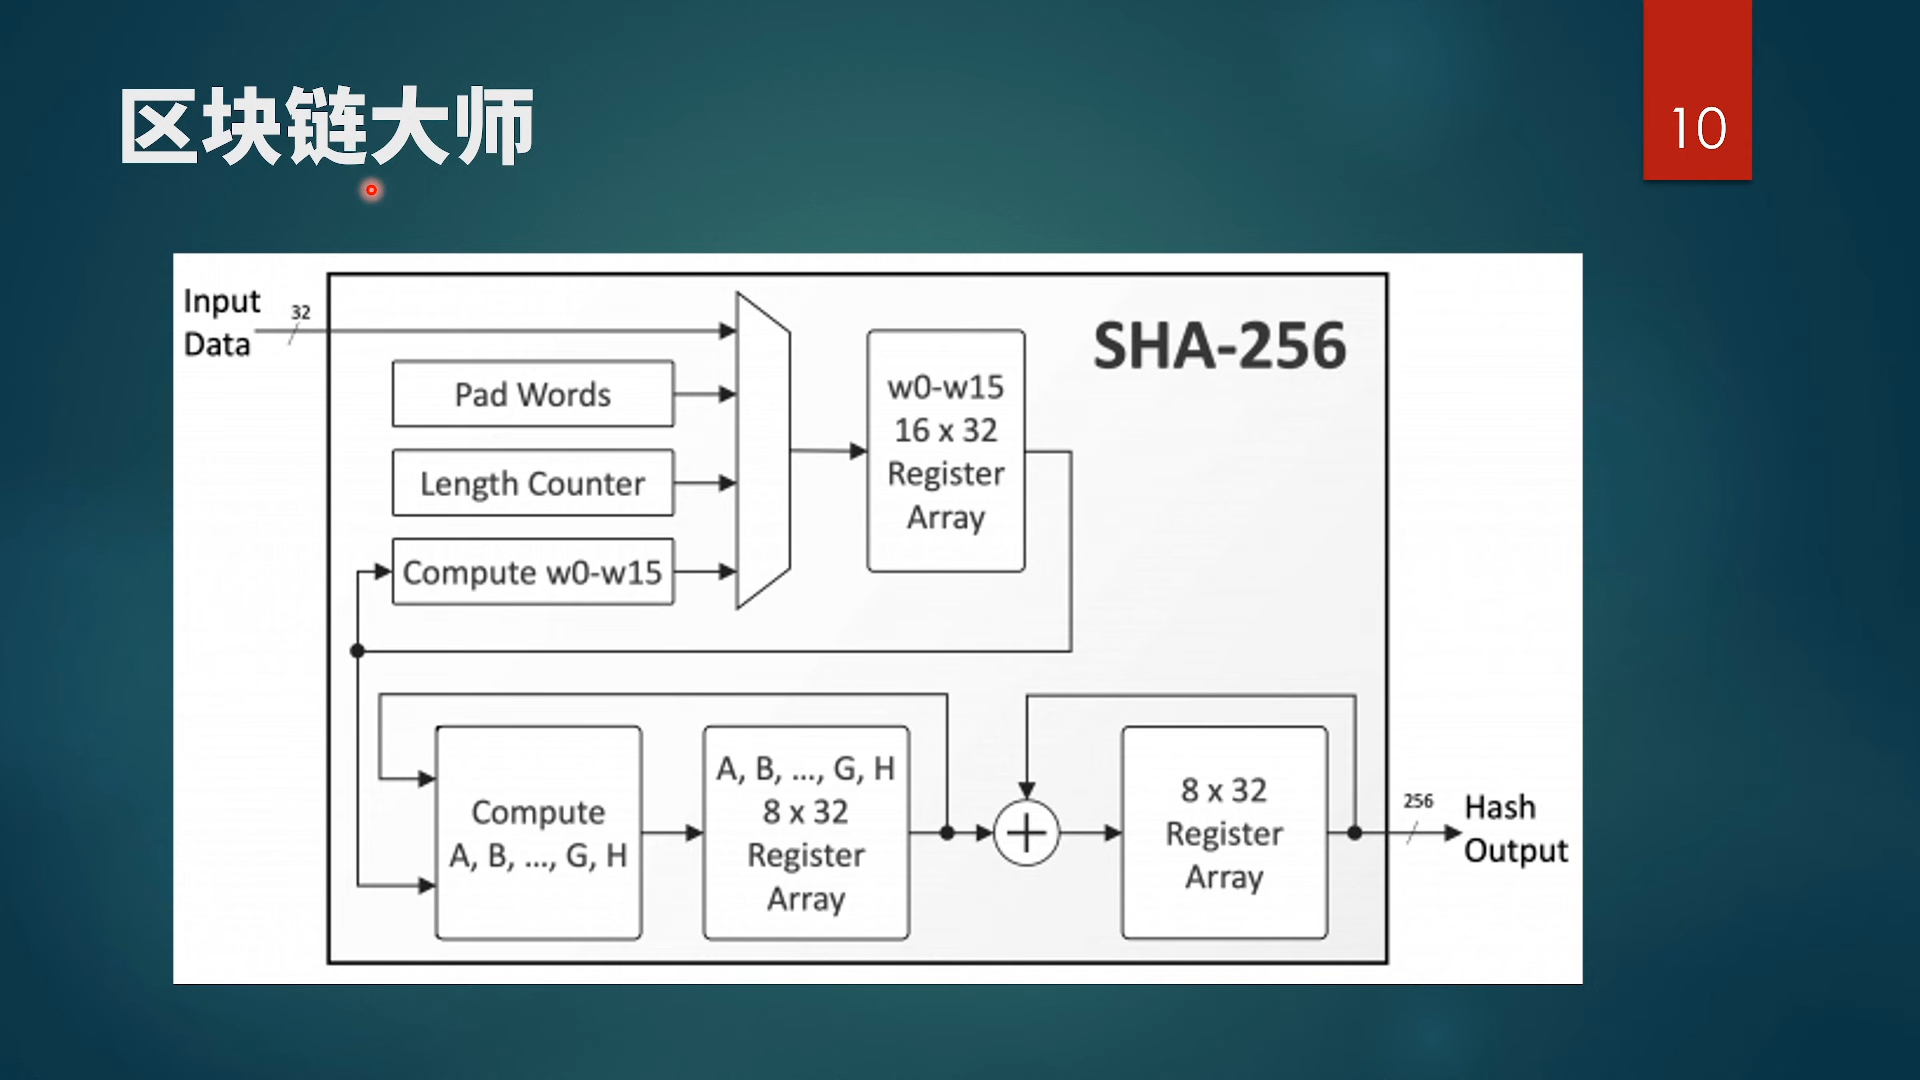 区块链大师
10
Input
Data
32
Pad Words
Length Counter
Compute w0-w15
w0-w15
16 x 32
Register
Array
SHA-256
Compute
A, B, ..., G, H
A, B, ..., G, H
8 x 32
Register
Array
8 x 32
Register
Array
256
Hash
Output